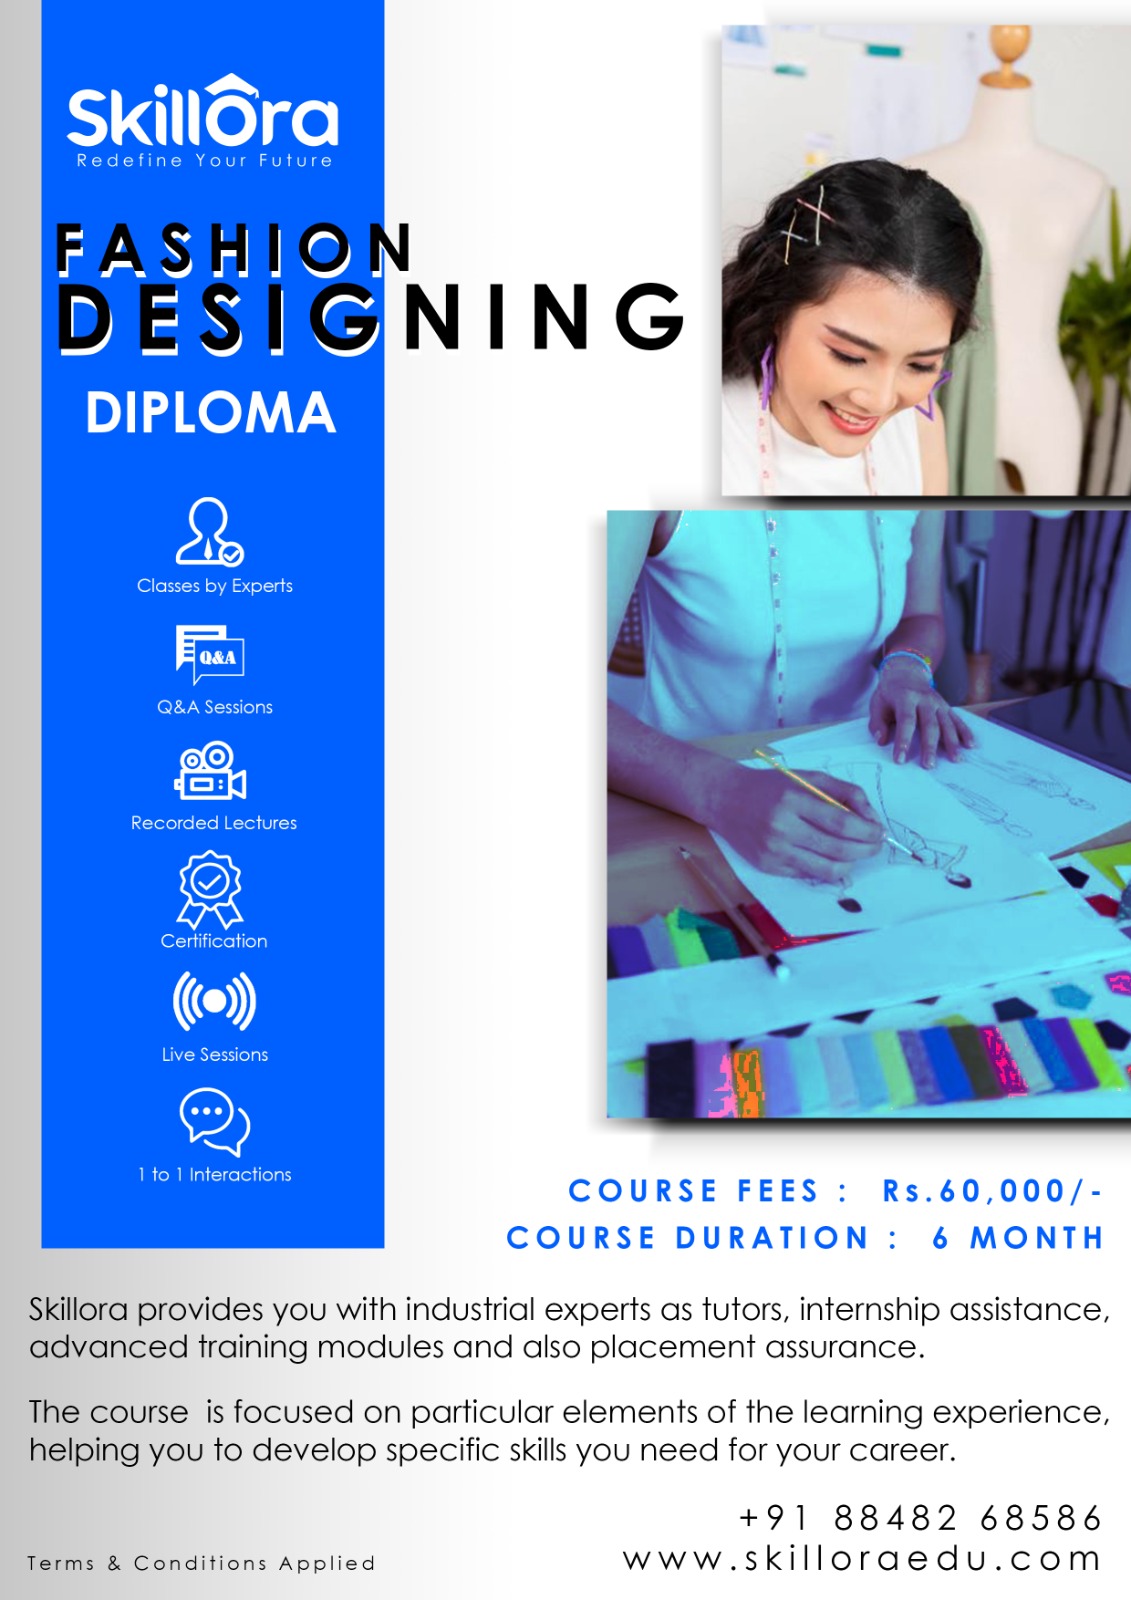 SkillOra
Redefine Your Future
FASHION
DESIGNING
DIPLOMA
Classes by Experts
Q&A
Q&A Sessions
Recorded Lectures
Certification
Live Sessions
1 to 1 Interactions
COURSE FEES : Rs.60,000/-
COURSE DURATION : 6 MONTH
Skillora provides you with industrial experts as tutors, internship assistance,
advanced training modules and also placement assurance.
The course is focused on particular elements of the learning experience,
helping you to develop specific skills you need for your career.
+91 88482 68586
www.skilloraedu.com
Terms & Conditions Applied